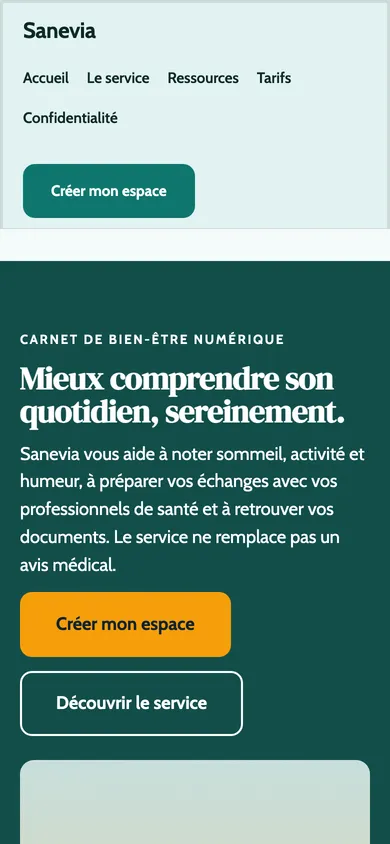 Sanevia
Accueil Le service Ressources Tarifs
Confidentialité
Créer mon espace
CARNET DE BIEN-ÊTRE NUMÉRIQUE
Mieux comprendre son
quotidien, sereinement.
Sanevia vous aide à noter sommeil, activité et
humeur, à préparer vos échanges avec vos
professionnels de santé et à retrouver vos
documents. Le service ne remplace pas un
avis médical.
Créer mon espace
Découvrir le service